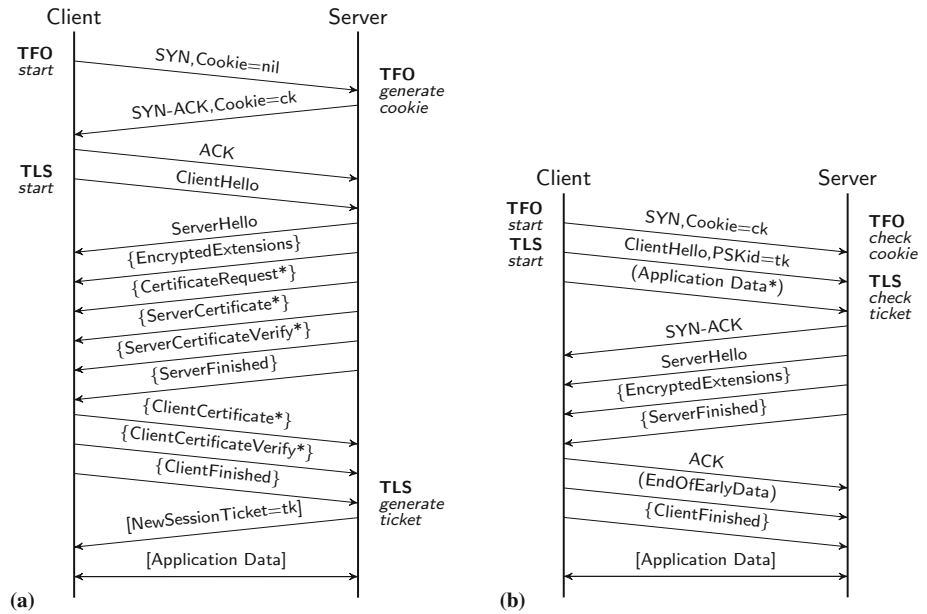 Client
Server
TFO
start
SYN,Cookie=nil
TFO
generate
cookie
SYN-ACK,Cookie=ck
ACK
TLS
start
ClientHello
ServerHello
{EncryptedExtensions}
{CertificateRequest*}
{ServerCertificate*}
{ServerCertificateVerify*}
{ServerFinished}
{ClientCertificate*}
{ClientCertificateVerify*}
{ClientFinished}
TLS
generate
ticket
[NewSessionTicket=tk]
[Application Data]
(a)
Client
Server
TFO
start
SYN,Cookie=ck
TFO
check
cookie
TLS
start
ClientHello,PSKid=tk
(Application Data*)
TLS
check
ticket
SYN-ACK
ServerHello
{EncryptedExtensions}
{ServerFinished}
ACK
(EndOfEarlyData)
{ClientFinished}
[Application Data]
(b)